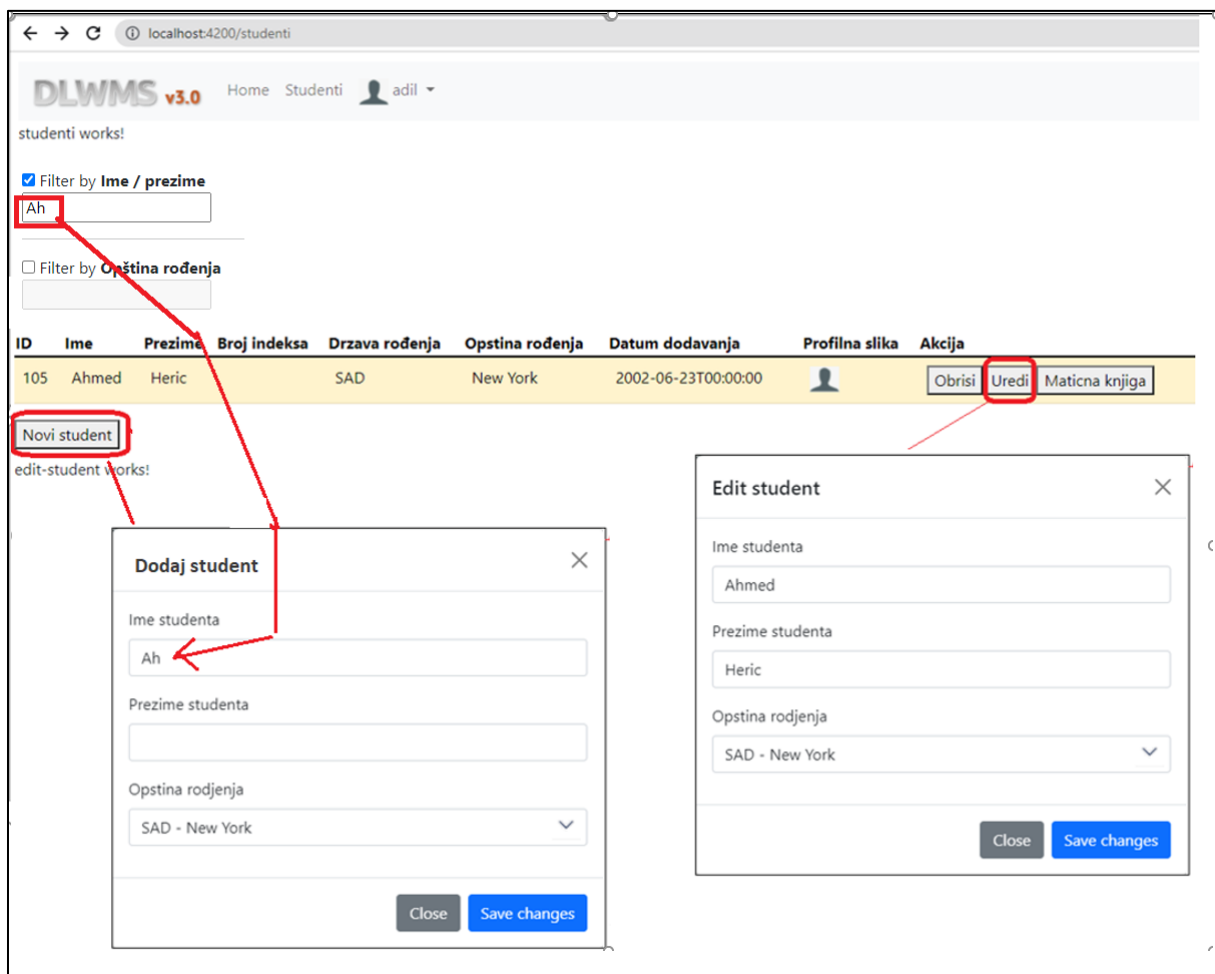 localhost:4200/studenti
DLWMS v3.0 Home Studenti adil
studenti works!
Filter by Ime / prezime
Ah
Filter by Opština rođenja
ID Ime Prezime Broj indeksa Drzava rođenja Opstina rođenja Datum dodavanja Profilna slika Akcija
105 Ahmed Heric SAD New York 2002-06-23T00:00:00 Obrisi Uredi Maticna knjiga
Novi student
edit-student works!
Dodaj student
Ime studenta
Ah
Prezime studenta
Opstina rodjenja
SAD - New York
Close Save changes
Edit student
Ime studenta
Ahmed
Prezime studenta
Heric
Opstina rodjenja
SAD - New York
Close Save changes